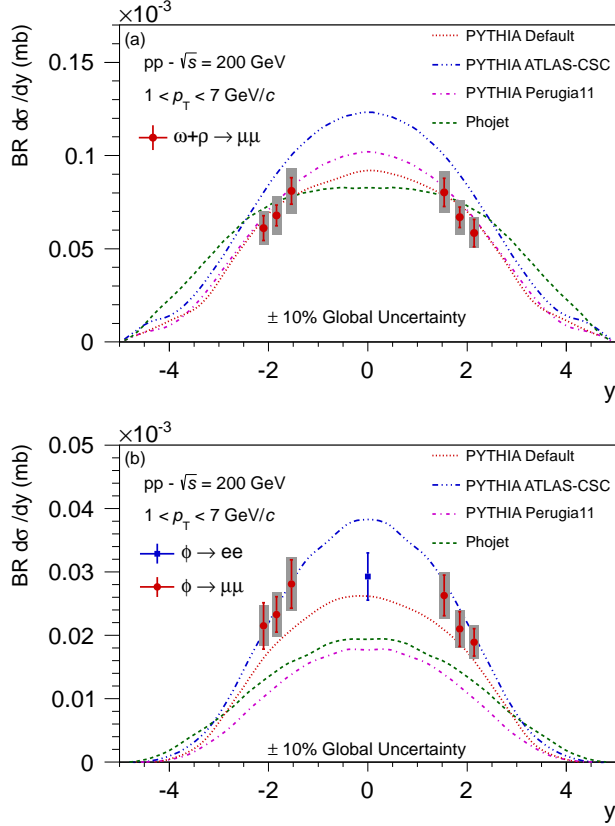 ×10⁻³
(a)
pp - √s = 200 GeV
1 < p_T < 7 GeV/c
ω+ρ → μμ
PYTHIA Default
PYTHIA ATLAS-CSC
PYTHIA Perugia11
Phojet
BR dσ/dy (mb)
0.15
0.1
0.05
0
± 10% Global Uncertainty
-4 -2 0 2 4
y
×10⁻³
(b)
pp - √s = 200 GeV
1 < p_T < 7 GeV/c
ϕ → ee
ϕ → μμ
PYTHIA Default
PYTHIA ATLAS-CSC
PYTHIA Perugia11
Phojet
BR dσ/dy (mb)
0.05
0.04
0.03
0.02
0.01
0
± 10% Global Uncertainty
-4 -2 0 2 4
y